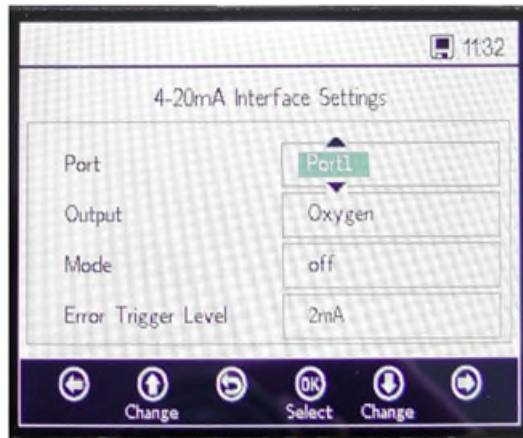 11:32
4-20mA Interface Settings
Port Port1
Output Oxygen
Mode off
Error Trigger Level 2mA
OK
Change Select Change